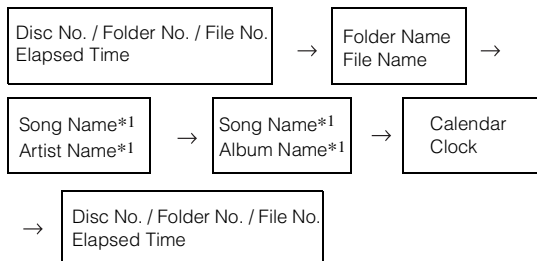 Disc No. / Folder No. / File No.
Elapsed Time
→
Folder Name
File Name
→
Song Name*1
Artist Name*1
→
Song Name*1
Album Name*1
→
Calendar
Clock
→
Disc No. / Folder No. / File No.
Elapsed Time